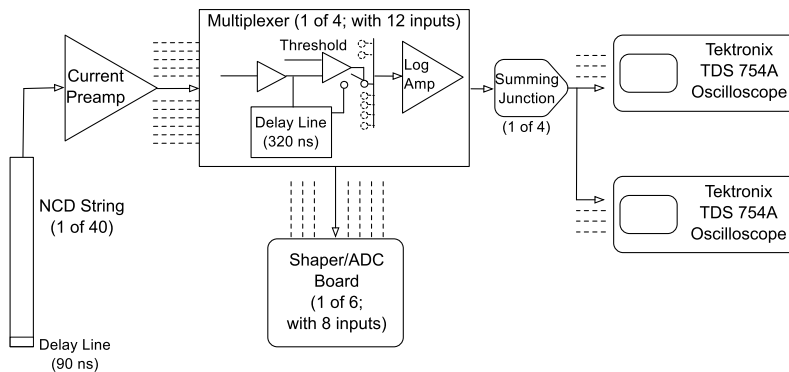 Multiplexer (1 of 4; with 12 inputs)
Threshold
Current
Preamp
Log
Amp
Delay Line
(320 ns)
Summing
Junction
(1 of 4)
Tektronix
TDS 754A
Oscilloscope
Tektronix
TDS 754A
Oscilloscope
NCD String
(1 of 40)
Shaper/ADC
Board
(1 of 6;
with 8 inputs)
Delay Line
(90 ns)